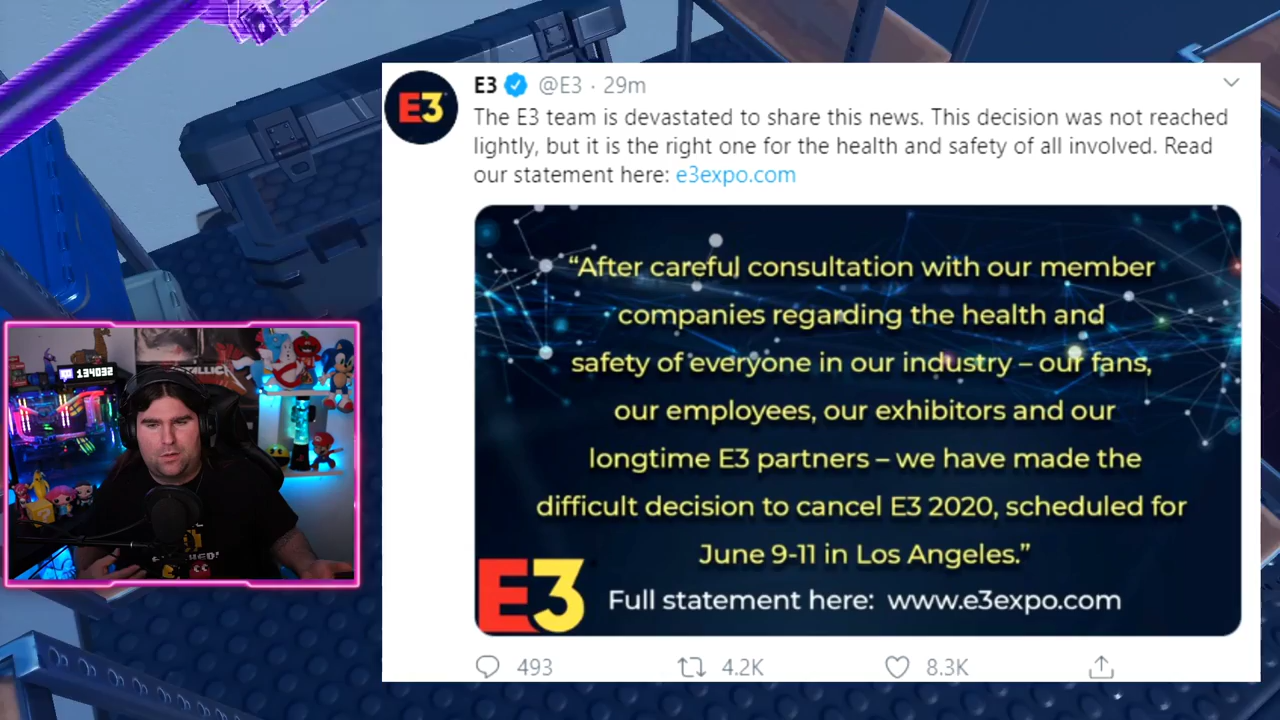 E3 @E3 · 29m
The E3 team is devastated to share this news. This decision was not reached
lightly, but it is the right one for the health and safety of all involved. Read
our statement here: e3expo.com
E3
“After careful consultation with our member
companies regarding the health and
safety of everyone in our industry – our fans,
our employees, our exhibitors and our
longtime E3 partners – we have made the
difficult decision to cancel E3 2020, scheduled for
June 9-11 in Los Angeles.”
E3
Full statement here: www.e3expo.com
493 4.2K 8.3K
134032